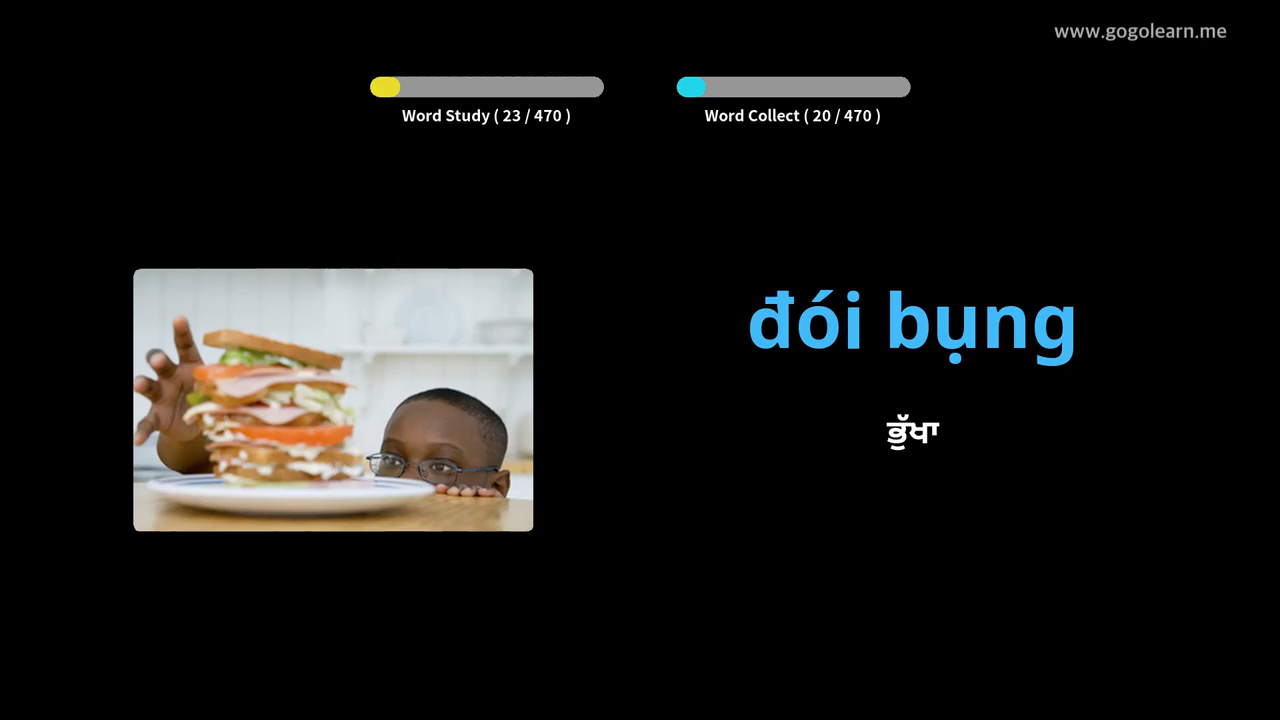 www.gogolearn.me
Word Study ( 23 / 470 )
Word Collect ( 20 / 470 )
đói bụng
ਭੁੱਖਾ